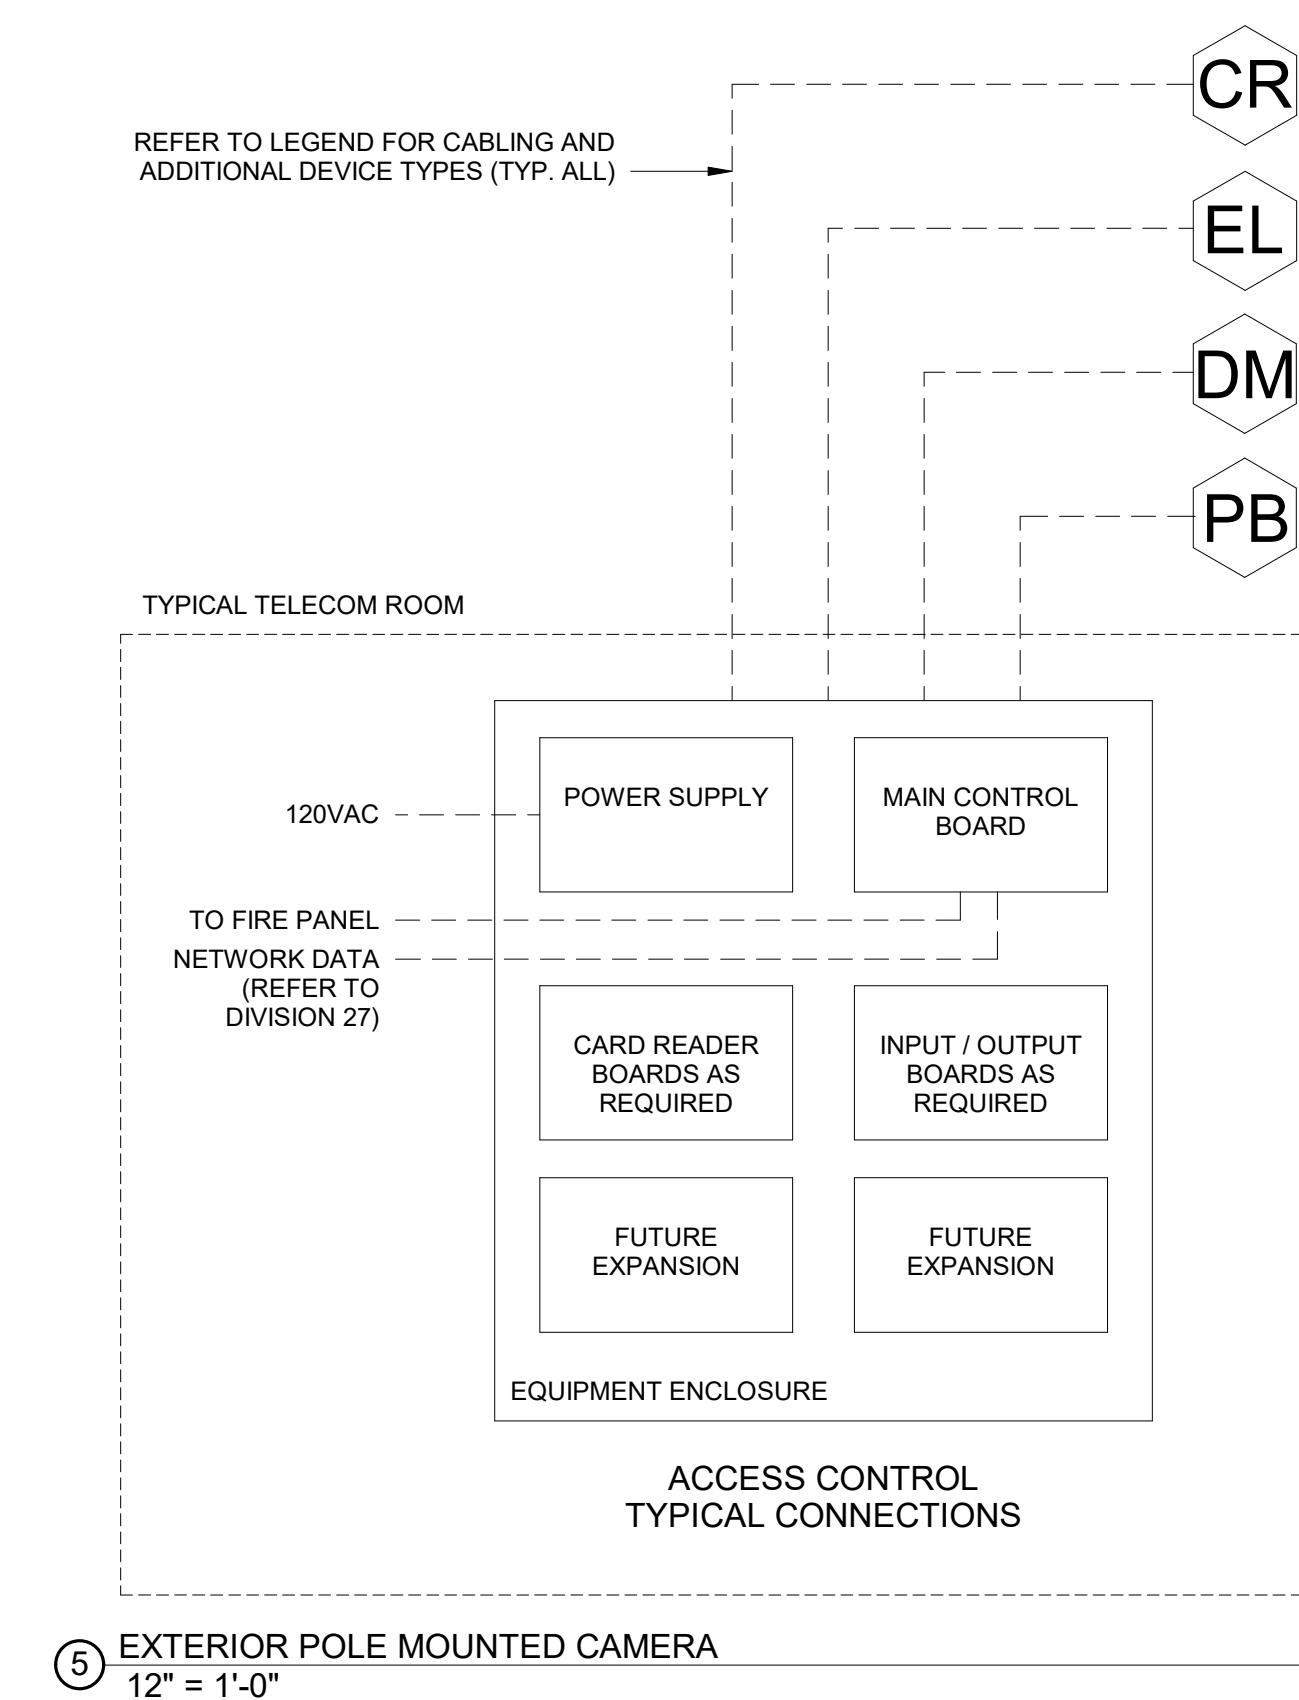 CR
REFER TO LEGEND FOR CABLING AND
ADDITIONAL DEVICE TYPES (TYP. ALL)
EL
DM
PB
TYPICAL TELECOM ROOM
POWER SUPPLY
MAIN CONTROL
BOARD
120VAC
TO FIRE PANEL
NETWORK DATA
(REFER TO
DIVISION 27)
CARD READER
BOARDS AS
REQUIRED
INPUT / OUTPUT
BOARDS AS
REQUIRED
FUTURE
EXPANSION
FUTURE
EXPANSION
EQUIPMENT ENCLOSURE
ACCESS CONTROL
TYPICAL CONNECTIONS
5 EXTERIOR POLE MOUNTED CAMERA
12" = 1'-0"